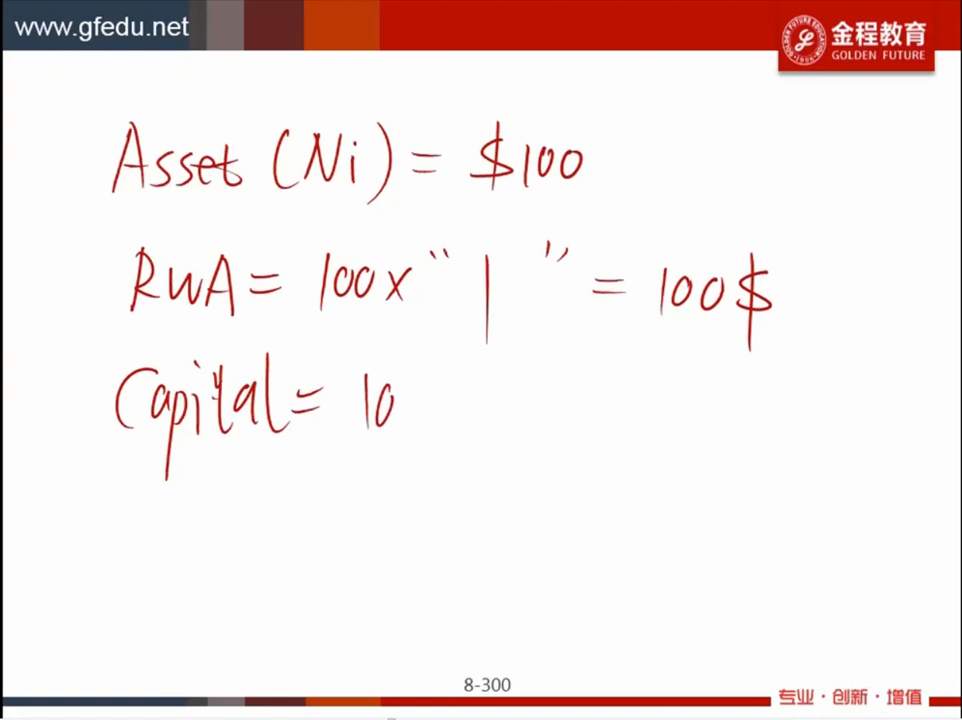 www.gfedu.net
金程教育
GOLDEN FUTURE
Asset (Ni) = $100
RWA = 100 x " 1 " = 100$
Capital = 10
8-300
专业·创新·增值